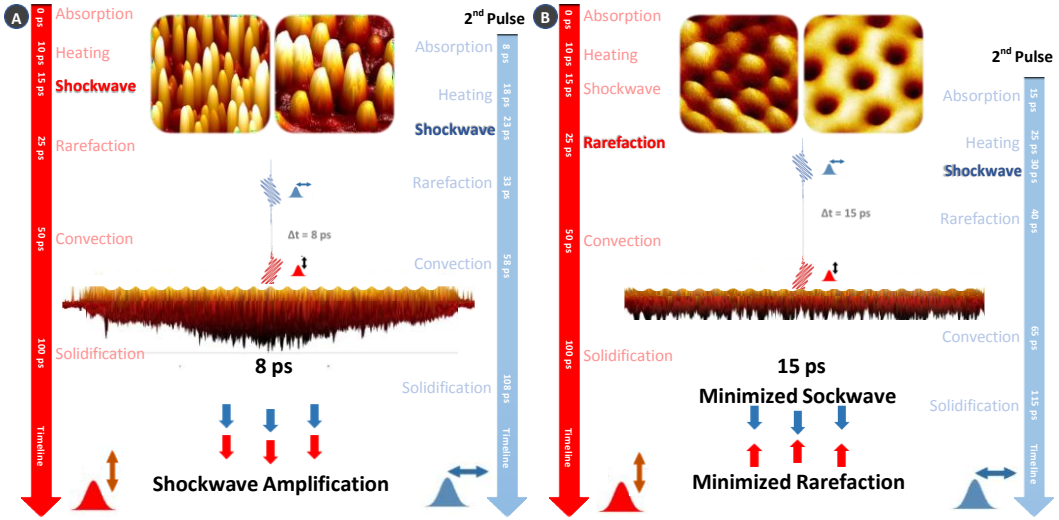 A
0 ps
Absorption
10 ps
Heating
15 ps
Shockwave
25 ps
Rarefaction
50 ps
Convection
100 ps
Solidification
Timeline
2nd Pulse
Absorption
8 ps
Heating
18 ps
Shockwave
23 ps
Rarefaction
33 ps
Convection
58 ps
Solidification
108 ps
Timeline
Δt = 8 ps
8 ps
Shockwave Amplification
B
0 ps
Absorption
10 ps
Heating
15 ps
Shockwave
25 ps
Rarefaction
50 ps
Convection
100 ps
Solidification
Timeline
2nd Pulse
Absorption
15 ps
Heating
25 ps
Shockwave
30 ps
Rarefaction
40 ps
Convection
65 ps
Solidification
115 ps
Timeline
Δt = 15 ps
15 ps
Minimized Sockwave
Minimized Rarefaction